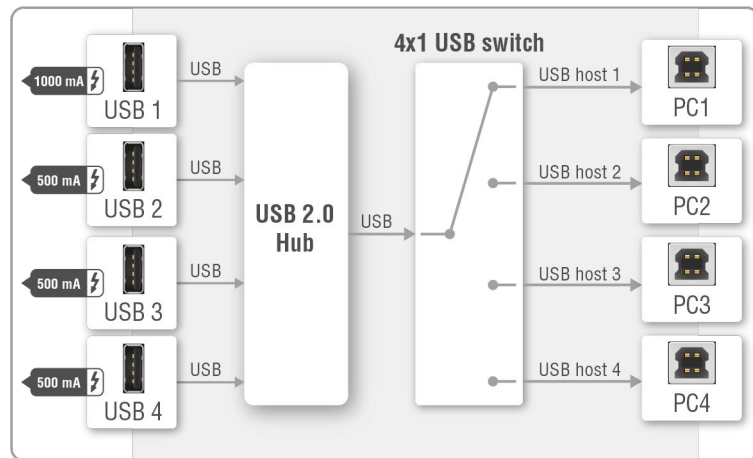 4x1 USB switch
1000 mA
USB 1
USB
USB host 1
PC1
500 mA
USB 2
USB
USB host 2
PC2
USB 2.0
Hub
USB
500 mA
USB 3
USB
USB host 3
PC3
500 mA
USB 4
USB
USB host 4
PC4